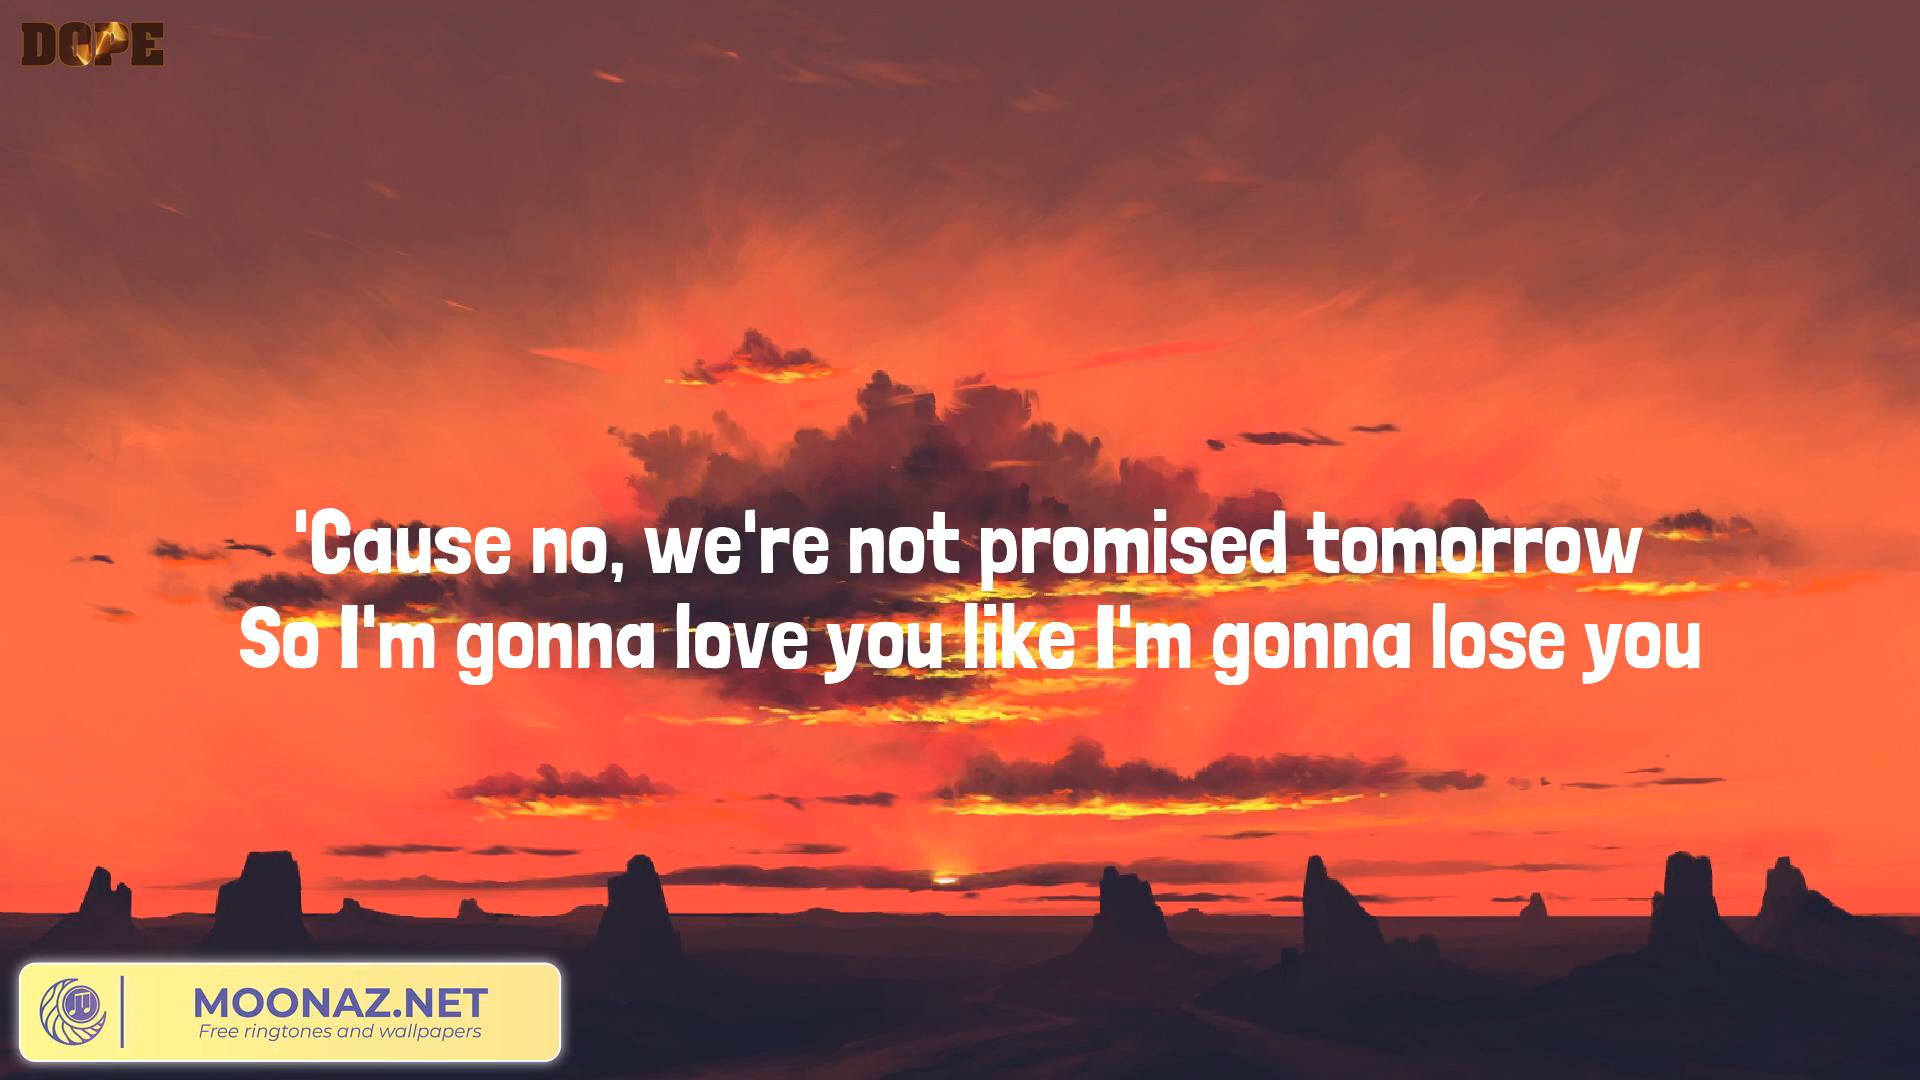 DOPE
'Cause no, we're not promised tomorrow
So I'm gonna love you like I'm gonna lose you
MOONAZ.NET
Free ringtones and wallpapers